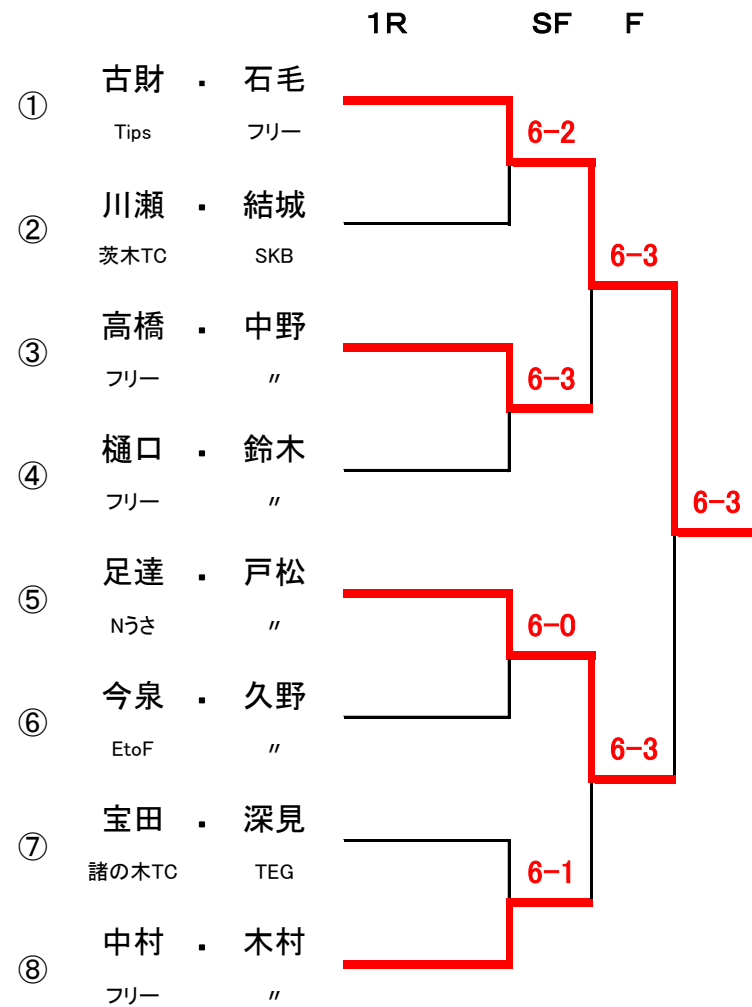 1R SF F
① 古財 ・ 石毛
Tips フリー
6-2
② 川瀬 ・ 結城
茨木TC SKB
6-3
③ 高橋 ・ 中野
フリー 〃
6-3
④ 樋口 ・ 鈴木
フリー 〃
6-3
⑤ 足達 ・ 戸松
Nうさ 〃
6-0
⑥ 今泉 ・ 久野
EtoF 〃
6-3
⑦ 宝田 ・ 深見
諸の木TC TEG
6-1
⑧ 中村 ・ 木村
フリー 〃